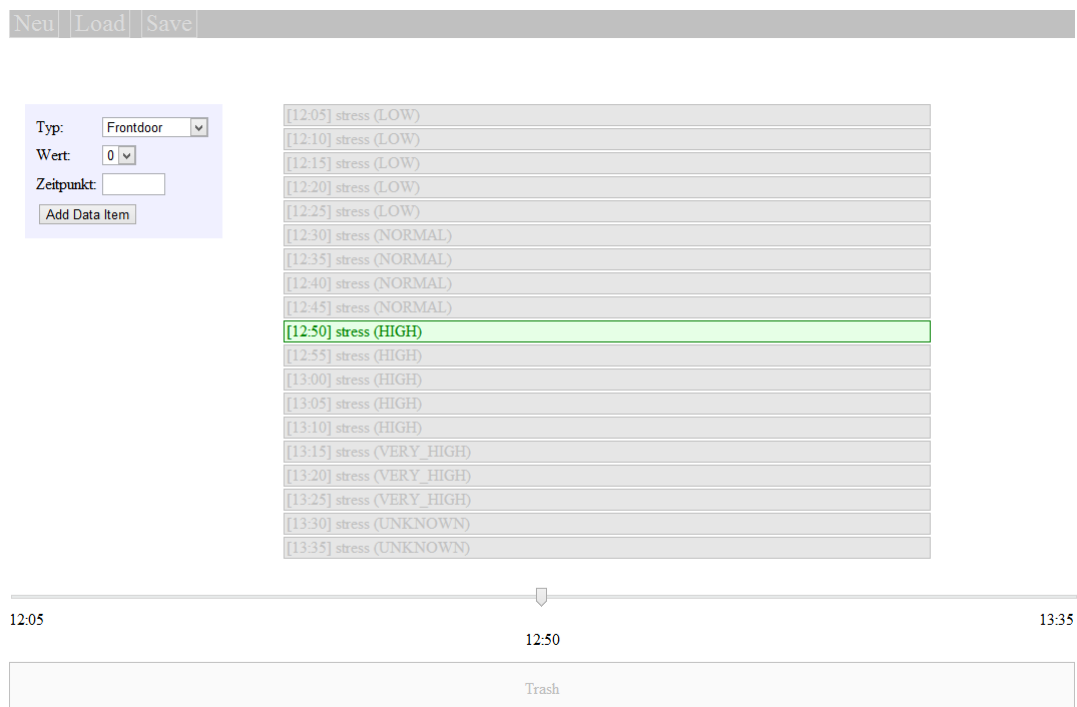 Neu Load Save
Typ: Frontdoor
Wert: 0
Zeitpunkt:
Add Data Item
[12:05] stress (LOW)
[12:10] stress (LOW)
[12:15] stress (LOW)
[12:20] stress (LOW)
[12:25] stress (LOW)
[12:30] stress (NORMAL)
[12:35] stress (NORMAL)
[12:40] stress (NORMAL)
[12:45] stress (NORMAL)
[12:50] stress (HIGH)
[12:55] stress (HIGH)
[13:00] stress (HIGH)
[13:05] stress (HIGH)
[13:10] stress (HIGH)
[13:15] stress (VERY_HIGH)
[13:20] stress (VERY_HIGH)
[13:25] stress (VERY_HIGH)
[13:30] stress (UNKNOWN)
[13:35] stress (UNKNOWN)
12:05 13:35
12:50
Trash